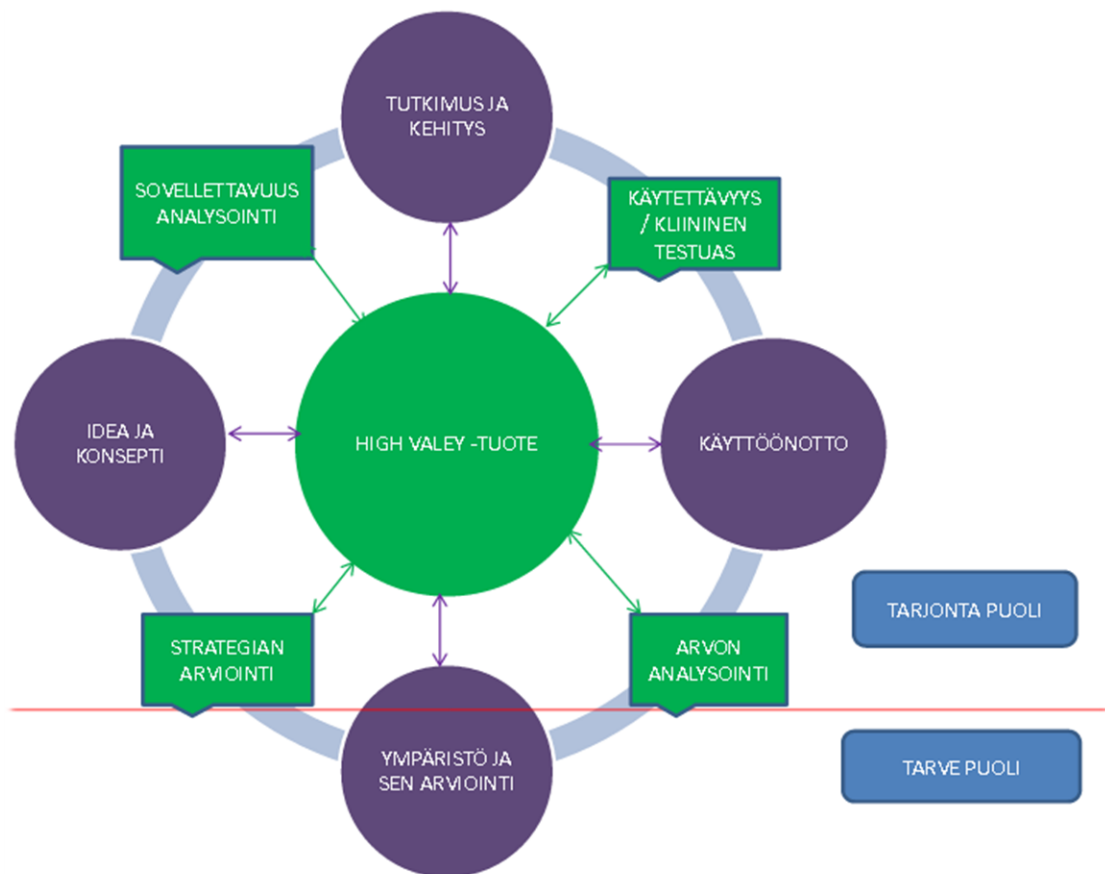 TUTKIMUS JA
KEHITYS
SOVELLETTAVUUS
ANALYSOINTI
KÄYTETTÄVYYS
/ KLIININEN
TESTUAS
IDEA JA
KONSEPTI
HIGH VALEY -TUOTE
KÄYTTÖÖNOTTO
STRATEGIAN
ARVIOINTI
ARVON
ANALYSOINTI
TARJONTA PUOLI
YMPÄRISTÖ JA
SEN ARVIOINTI
TARVE PUOLI